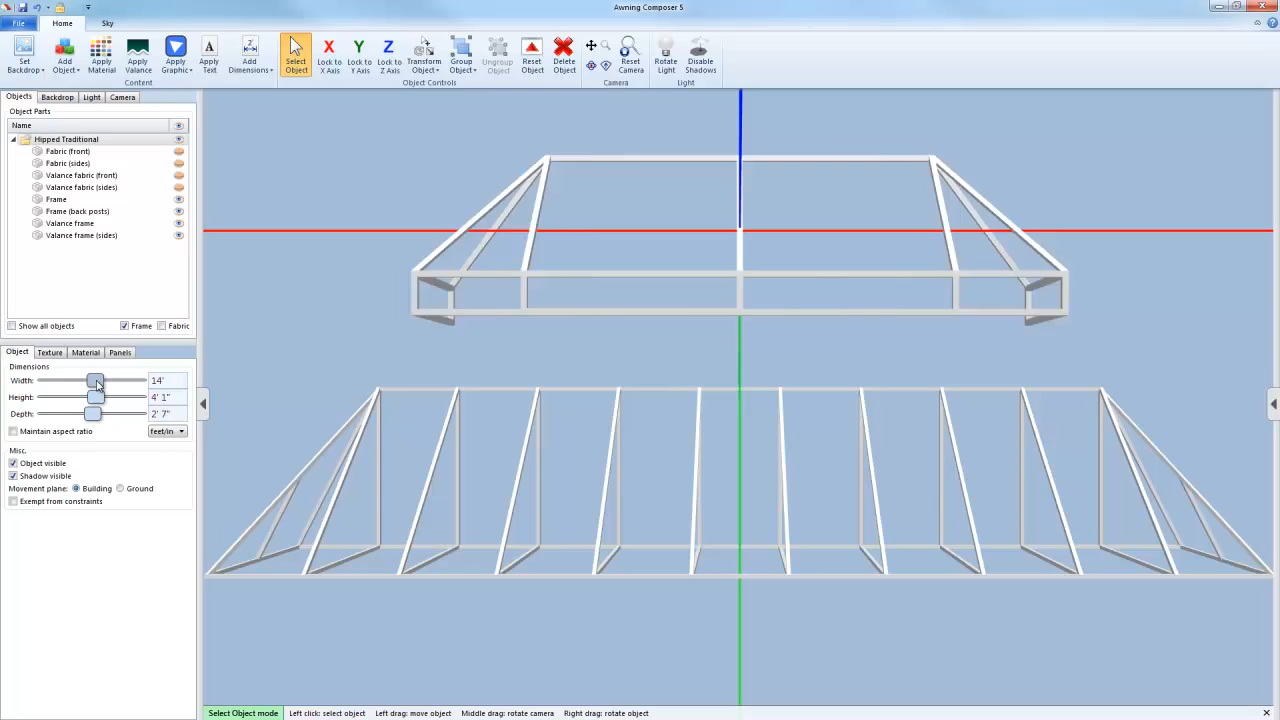 Awning Composer 5
File Home Sky
Set Backdrop Add Object Apply Material Apply Valance Apply Graphic Apply Text Add Dimensions Select Object X Lock to X Axis Y Lock to Y Axis Z Lock to Z Axis Transform Object Group Object Ungroup Object Reset Object Delete Object Reset Camera Rotate Light Disable Shadows
Content Object Controls Camera Light
Objects Backdrop Light Camera
Object Parts
Name
Hipped Traditional
Fabric (front)
Fabric (sides)
Valance fabric (front)
Valance fabric (sides)
Frame
Frame (back posts)
Valance frame
Valance frame (sides)
Show all objects Frame Fabric
Object Texture Material Panels
Dimensions
Width: 14'
Height: 4' 1"
Depth: 2' 7"
Maintain aspect ratio feet/in
Misc.
Object visible
Shadow visible
Movement plane: Building Ground
Exempt from constraints
Select Object mode Left click: select object Left drag: move object Middle drag: rotate camera Right drag: rotate object